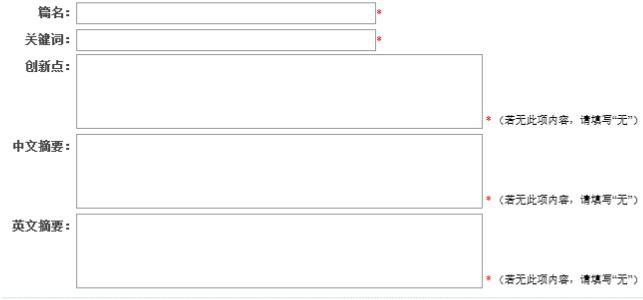 篇名：*
关键词：*
创新点：
*（若无此项内容，请填写“无”）
中文摘要：
*（若无此项内容，请填写“无”）
英文摘要：
*（若无此项内容，请填写“无”）